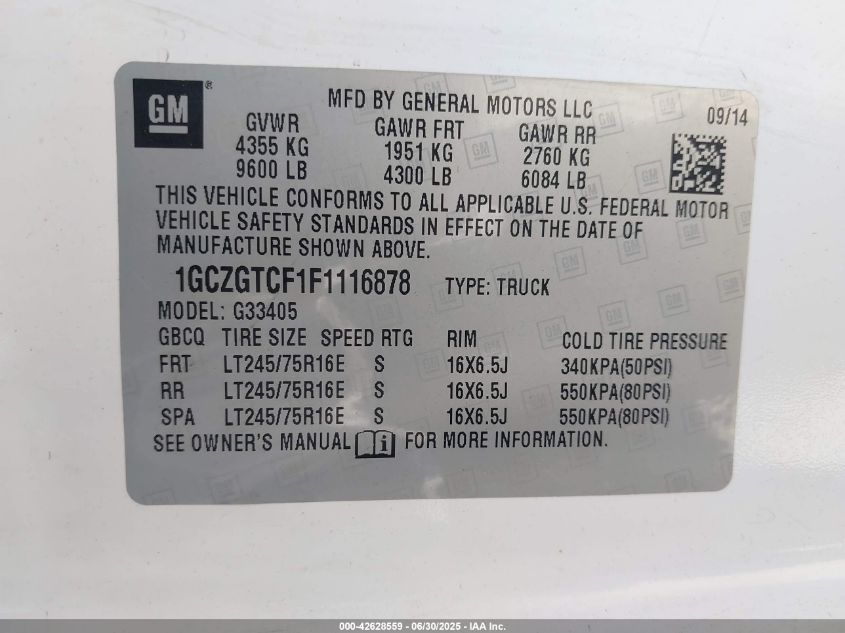 GM ®
MFD BY GENERAL MOTORS LLC
09/14
GVWR GAWR FRT GAWR RR
4355 KG 1951 KG 2760 KG
9600 LB 4300 LB 6084 LB
THIS VEHICLE CONFORMS TO ALL APPLICABLE U.S. FEDERAL MOTOR
VEHICLE SAFETY STANDARDS IN EFFECT ON THE DATE OF
MANUFACTURE SHOWN ABOVE.
1GCZGTCF1F1116878 TYPE: TRUCK
MODEL: G33405
GBCQ TIRE SIZE SPEED RTG RIM COLD TIRE PRESSURE
FRT LT245/75R16E S 16X6.5J 340KPA(50PSI)
RR LT245/75R16E S 16X6.5J 550KPA(80PSI)
SPA LT245/75R16E S 16X6.5J 550KPA(80PSI)
SEE OWNER'S MANUAL i FOR MORE INFORMATION.
000-42628559 - 06/30/2025 - IAA Inc.